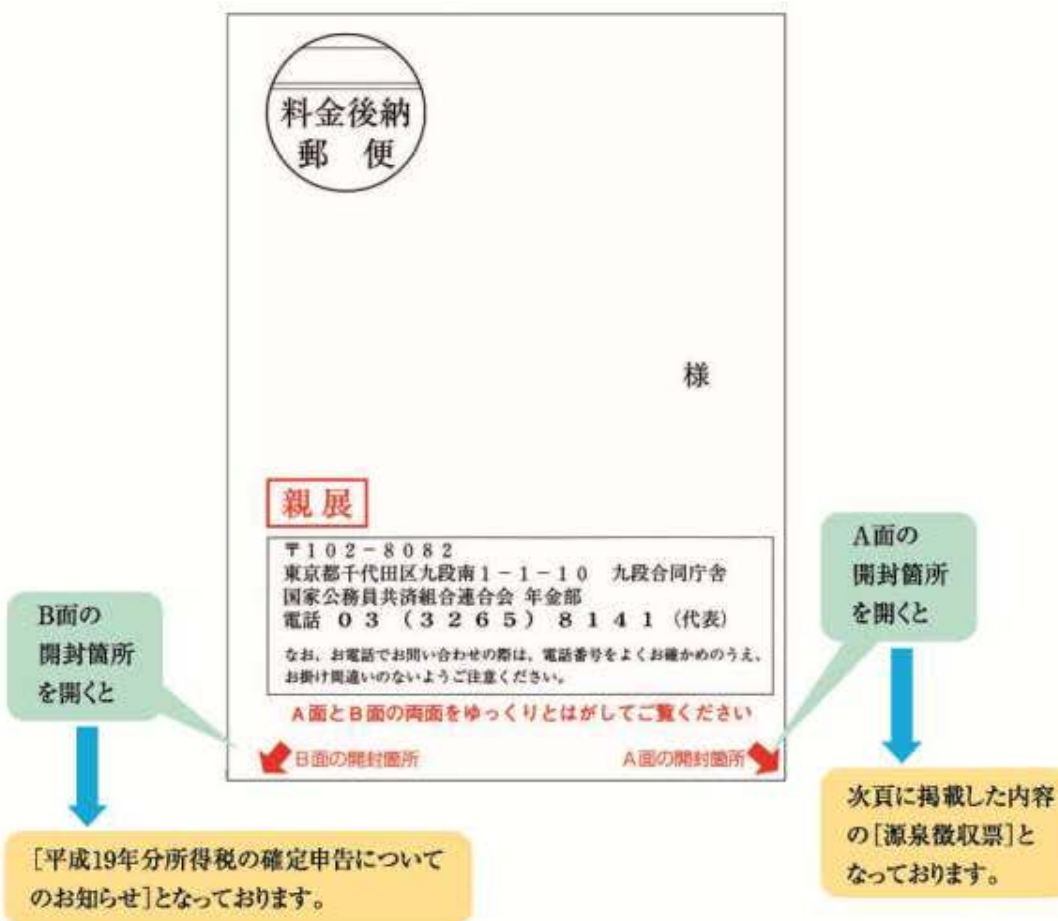 料金後納
郵 便
様
親展
〒102-8082
東京都千代田区九段南1-1-10 九段合同庁舎
国家公務員共済組合連合会 年金部
電話 03 (3265) 8141 (代表)
なお、お電話でお問い合わせの際は、電話番号をよくお確かめのうえ、
お掛け間違いのないようご注意ください。
A面とB面の両面をゆっくりとはがしてご覧ください
B面の開封箇所
A面の開封箇所
B面の
開封箇所
を開くと
A面の
開封箇所
を開くと
[平成19年分所得税の確定申告について
のお知らせ]となっております。
次頁に掲載した内容
の[源泉徴収票]と
なっております。